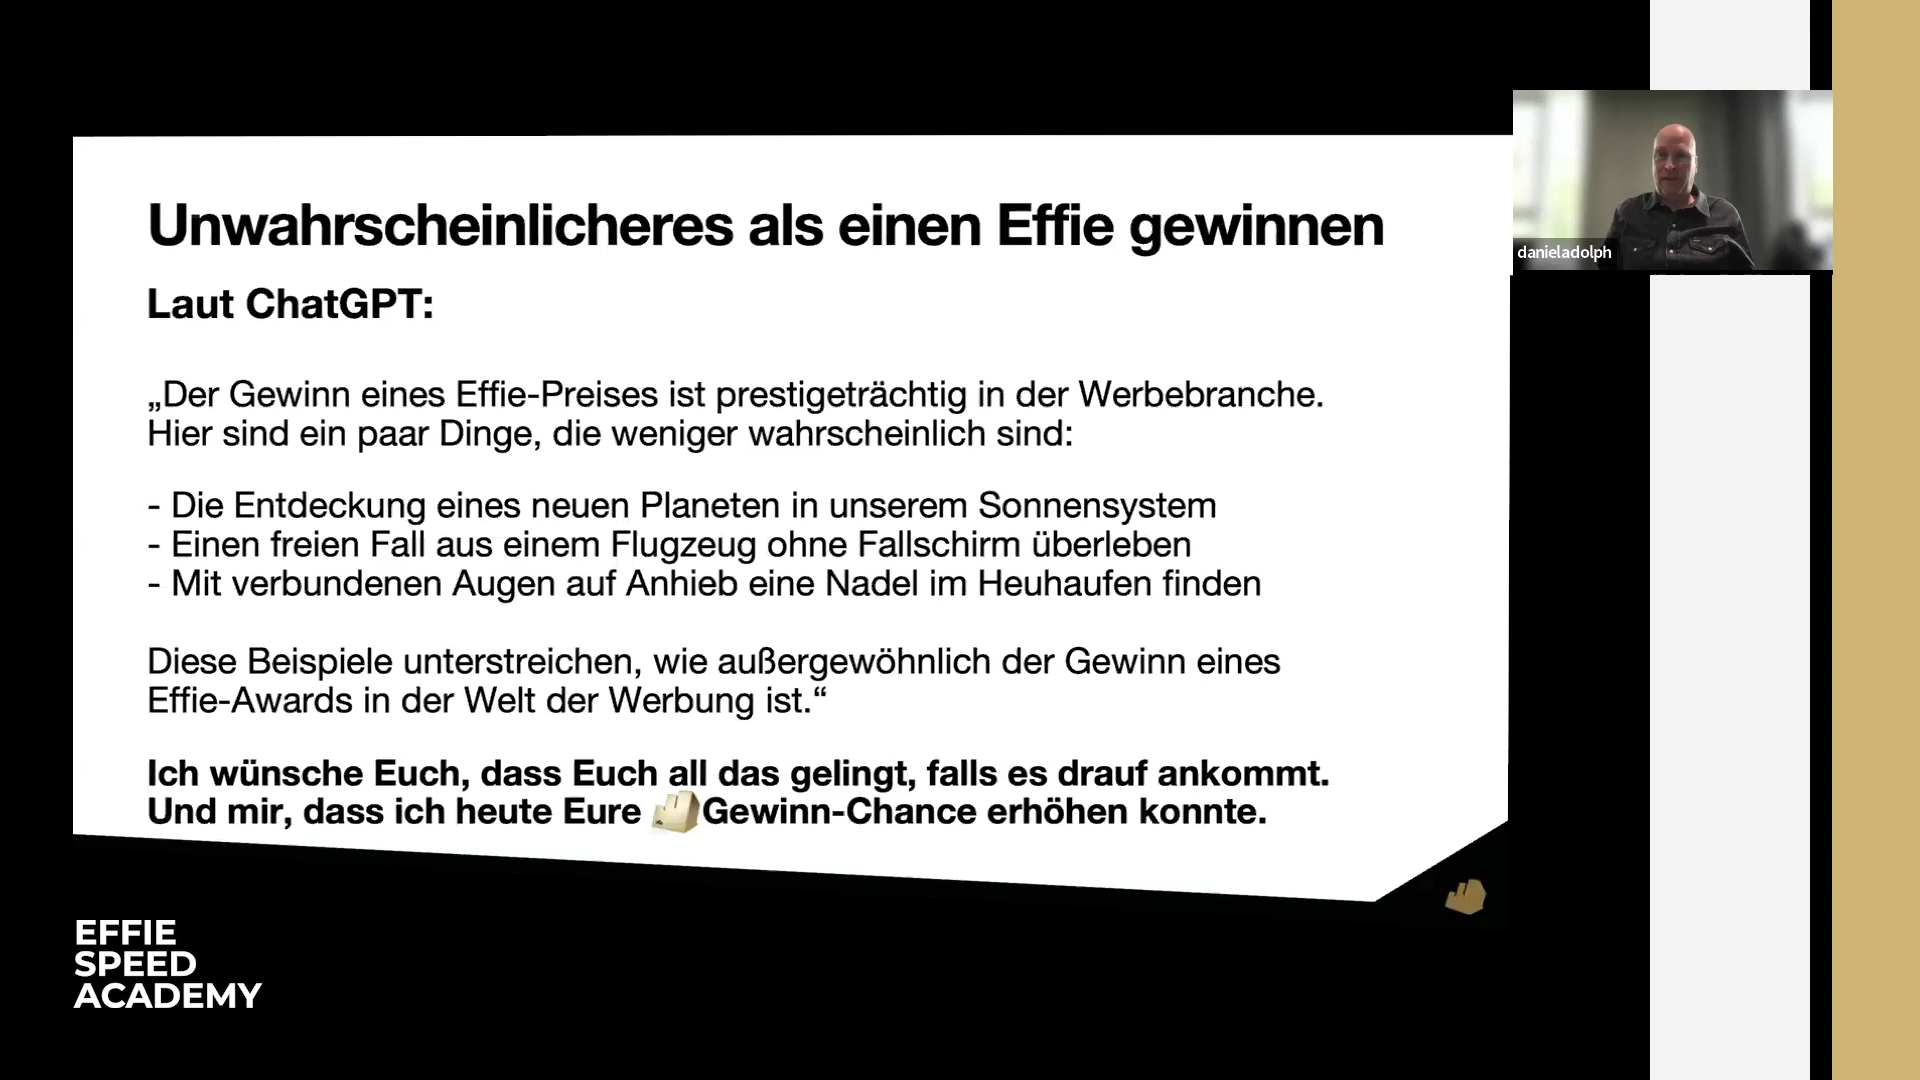 Unwahrscheinlicheres als einen Effie gewinnen
Laut ChatGPT:
„Der Gewinn eines Effie-Preises ist prestigeträchtig in der Werbebranche.
Hier sind ein paar Dinge, die weniger wahrscheinlich sind:
- Die Entdeckung eines neuen Planeten in unserem Sonnensystem
- Einen freien Fall aus einem Flugzeug ohne Fallschirm überleben
- Mit verbundenen Augen auf Anhieb eine Nadel im Heuhaufen finden
Diese Beispiele unterstreichen, wie außergewöhnlich der Gewinn eines
Effie-Awards in der Welt der Werbung ist.“
Ich wünsche Euch, dass Euch all das gelingt, falls es drauf ankommt.
Und mir, dass ich heute Eure Gewinn-Chance erhöhen konnte.
danieladolph
EFFIE
SPEED
ACADEMY